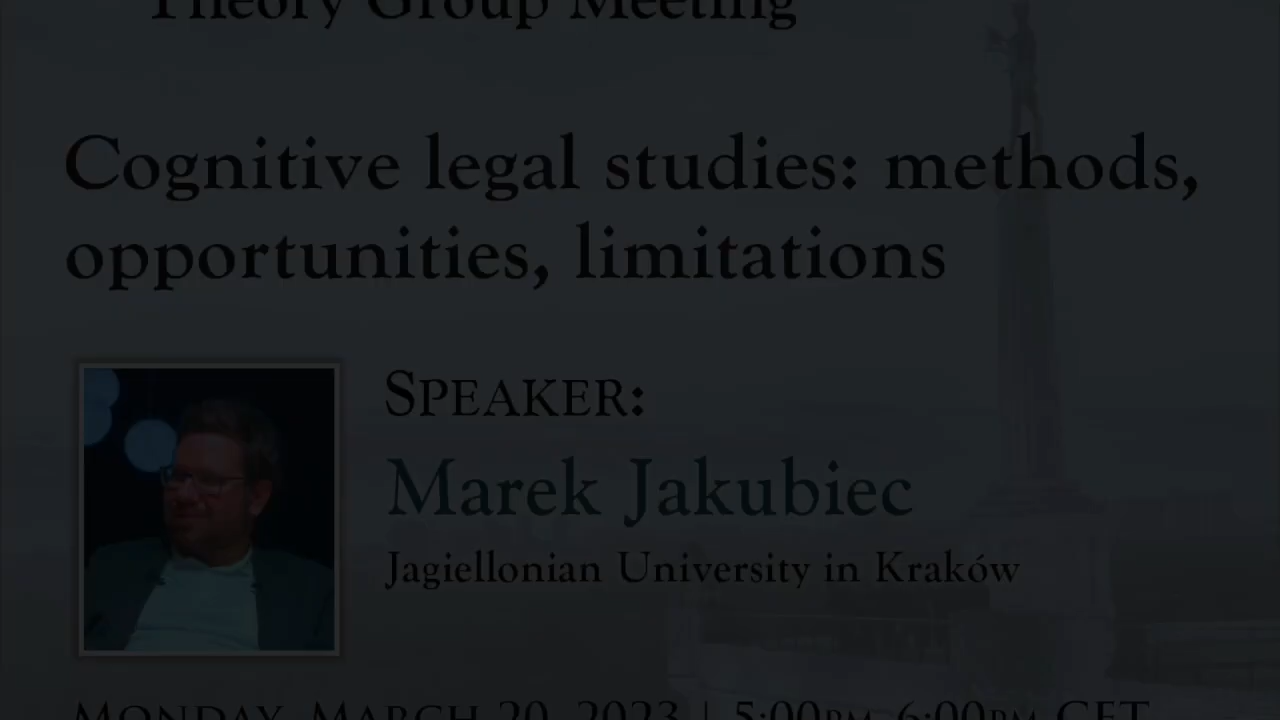 Theory Group Meeting
Cognitive legal studies: methods,
opportunities, limitations
Speaker:
Marek Jakubiec
Jagiellonian University in Kraków
Monday, March 20, 2023 | 5:00pm-6:00pm CET